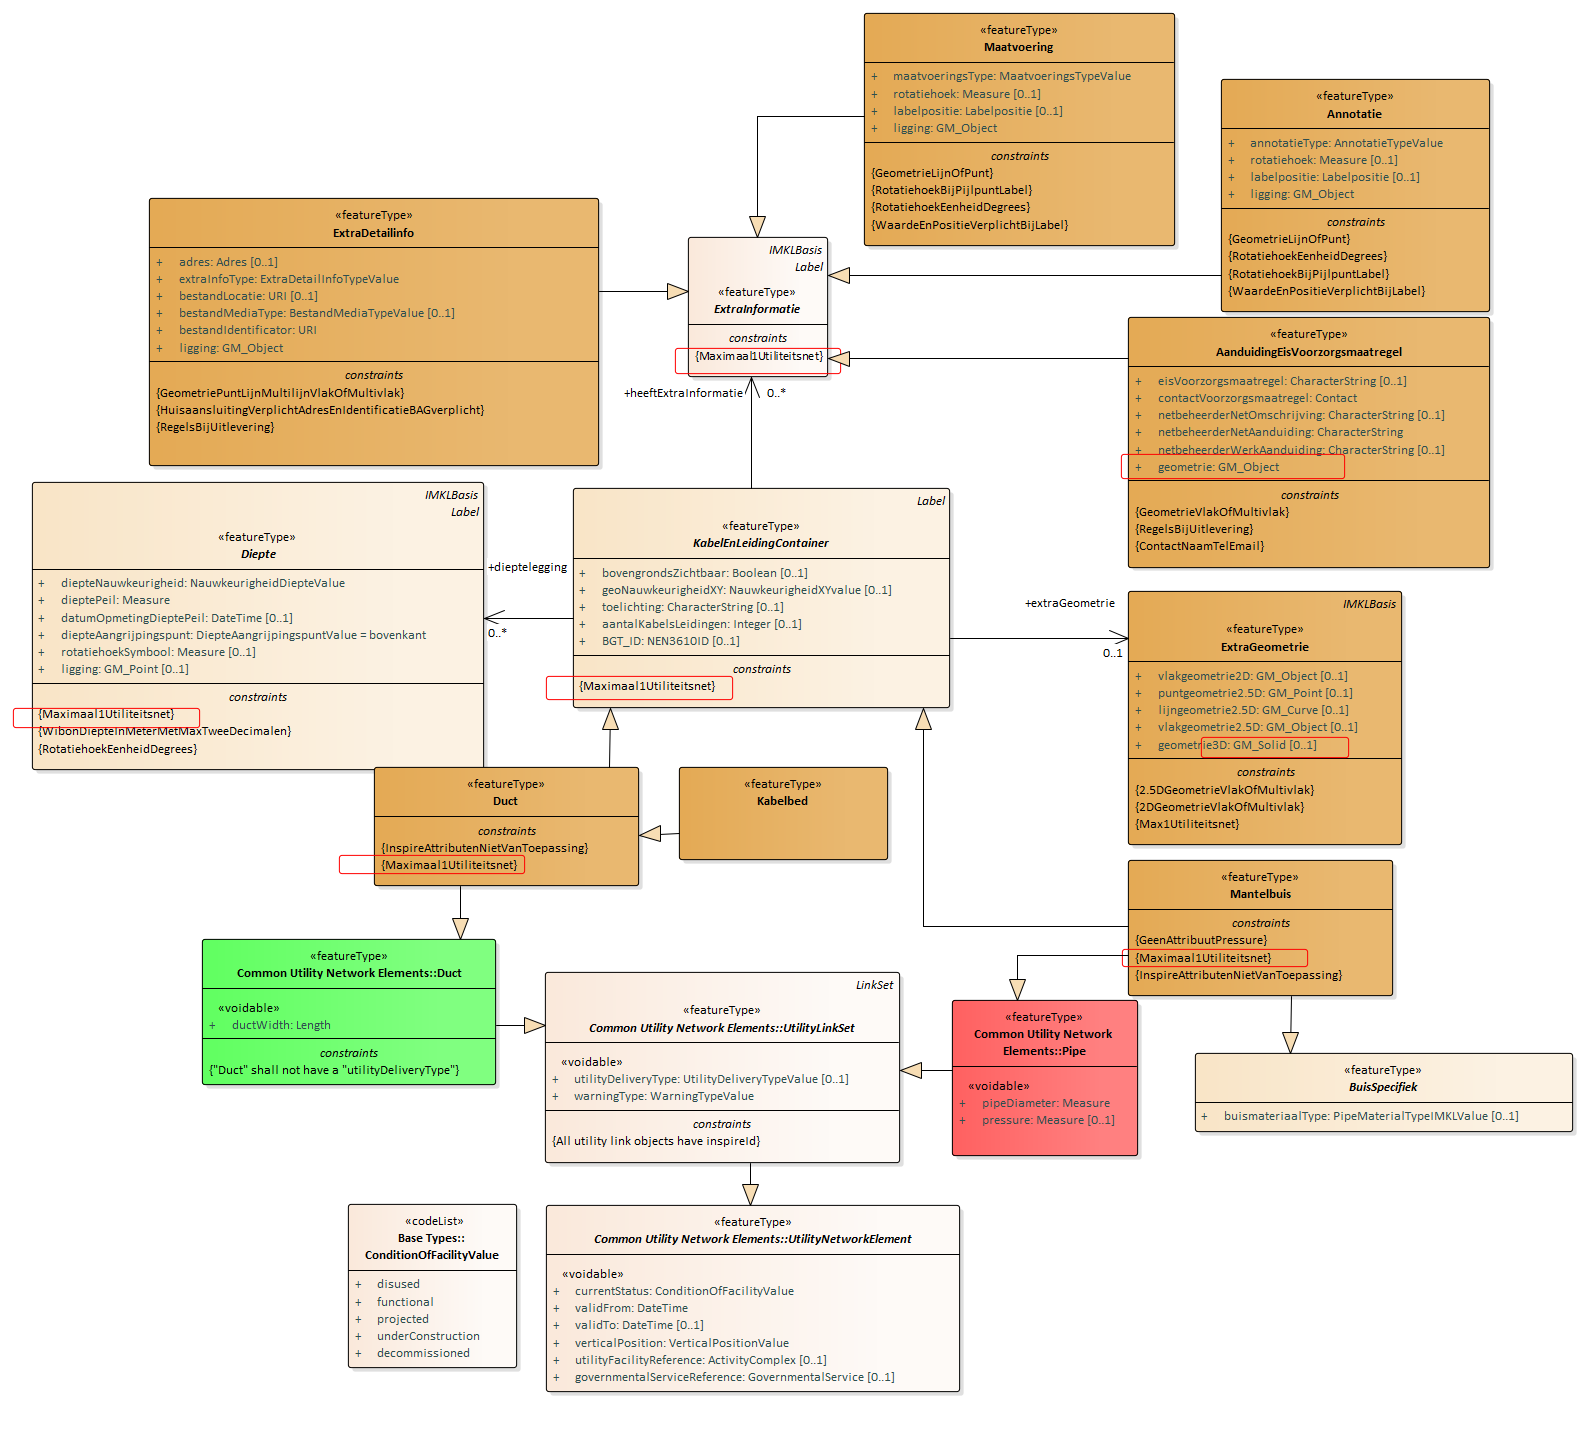 «featureType»
Maatvoering
+ maatvoeringsType: MaatvoeringsTypeValue
+ rotatiehoek: Measure [0..1]
+ labelpositie: Labelpositie [0..1]
+ ligging: GM_Object
constraints
{GeometrieLijnOfPunt}
{RotatiehoekBijPijlpuntLabel}
{RotatiehoekEenheidDegrees}
{WaardeEnPositieVerplichtBijLabel}
«featureType»
Annotatie
+ annotatieType: AnnotatieTypeValue
+ rotatiehoek: Measure [0..1]
+ labelpositie: Labelpositie [0..1]
+ ligging: GM_Object
constraints
{GeometrieLijnOfPunt}
{RotatiehoekEenheidDegrees}
{RotatiehoekBijPijlpuntLabel}
{WaardeEnPositieVerplichtBijLabel}
«featureType»
ExtraDetailinfo
+ adres: Adres [0..1]
+ extraInfoType: ExtraDetailInfoTypeValue
+ bestandLocatie: URI [0..1]
+ bestandMediaType: BestandMediaTypeValue [0..1]
+ bestandIdentificator: URI
+ ligging: GM_Object
constraints
{GeometriePuntLijnMultilijnVlakOfMultivlak}
{HuisaansluitingVerplichtAdresEnIdentificatieBAGverplicht}
{RegelsBijUitlevering}
IMKLBasis
Label
«featureType»
ExtraInformatie
constraints
{Maximaal1Utiliteitsnet}
+heeftExtraInformatie
0..*
«featureType»
AanduidingEisVoorzorgsmaatregel
+ eisVoorzorgsmaatregel: CharacterString [0..1]
+ contactVoorzorgsmaatregel: Contact
+ netbeheerderNetOmschrijving: CharacterString [0..1]
+ netbeheerderNetAanduiding: CharacterString
+ netbeheerderWerkAanduiding: CharacterString [0..1]
+ geometrie: GM_Object
constraints
{GeometrieVlakOfMultivlak}
{RegelsBijUitlevering}
{ContactNaamTelEmail}
IMKLBasis
Label
«featureType»
Diepte
+ diepteNauwkeurigheid: NauwkeurigheidDiepteValue
+ dieptePeil: Measure
+ datumOpmetingDieptePeil: DateTime [0..1]
+ diepteAangrijpingspunt: DiepteAangrijpingspuntValue = bovenkant
+ rotatiehoekSymbool: Measure [0..1]
+ ligging: GM_Point [0..1]
constraints
{Maximaal1Utiliteitsnet}
{WibonDiepteInMeterMetMaxTweeDecimalen}
{RotatiehoekEenheidDegrees}
+dieptelegging
0..*
Label
«featureType»
KabelEnLeidingContainer
+ bovengrondsZichtbaar: Boolean [0..1]
+ geoNauwkeurigheidXY: NauwkeurigheidXYvalue [0..1]
+ toelichting: CharacterString [0..1]
+ aantalKabelsLeidingen: Integer [0..1]
+ BGT_ID: NEN3610ID [0..1]
constraints
{Maximaal1Utiliteitsnet}
+extraGeometrie
0..1
IMKLBasis
«featureType»
ExtraGeometrie
+ vlakgeometrie2D: GM_Object [0..1]
+ puntgeometrie2.5D: GM_Point [0..1]
+ lijngeometrie2.5D: GM_Curve [0..1]
+ vlakgeometrie2.5D: GM_Object [0..1]
+ geometrie3D: GM_Solid [0..1]
constraints
{2.5DGeometrieVlakOfMultivlak}
{2DGeometrieVlakOfMultivlak}
{Max1Utiliteitsnet}
«featureType»
Duct
constraints
{InspireAttributenNietVanToepassing}
{Maximaal1Utiliteitsnet}
«featureType»
Kabelbed
«featureType»
Mantelbuis
constraints
{GeenAttribuutPressure}
{Maximaal1Utiliteitsnet}
{InspireAttributenNietVanToepassing}
«featureType»
Common Utility Network Elements::Duct
«voidable»
+ ductWidth: Length
constraints
{"Duct" shall not have a "utilityDeliveryType"}
LinkSet
«featureType»
Common Utility Network Elements::UtilityLinkSet
«voidable»
+ utilityDeliveryType: UtilityDeliveryTypeValue [0..1]
+ warningType: WarningTypeValue
constraints
{All utility link objects have inspireId}
«featureType»
Common Utility Network
Elements::Pipe
«voidable»
+ pipeDiameter: Measure
+ pressure: Measure [0..1]
«featureType»
BuisSpecifiek
+ buismateriaalType: PipeMaterialTypeIMKLValue [0..1]
«codeList»
Base Types::
ConditionOfFacilityValue
+ disused
+ functional
+ projected
+ underConstruction
+ decommissioned
«featureType»
Common Utility Network Elements::UtilityNetworkElement
«voidable»
+ currentStatus: ConditionOfFacilityValue
+ validFrom: DateTime
+ validTo: DateTime [0..1]
+ verticalPosition: VerticalPositionValue
+ utilityFacilityReference: ActivityComplex [0..1]
+ governmentalServiceReference: GovernmentalService [0..1]